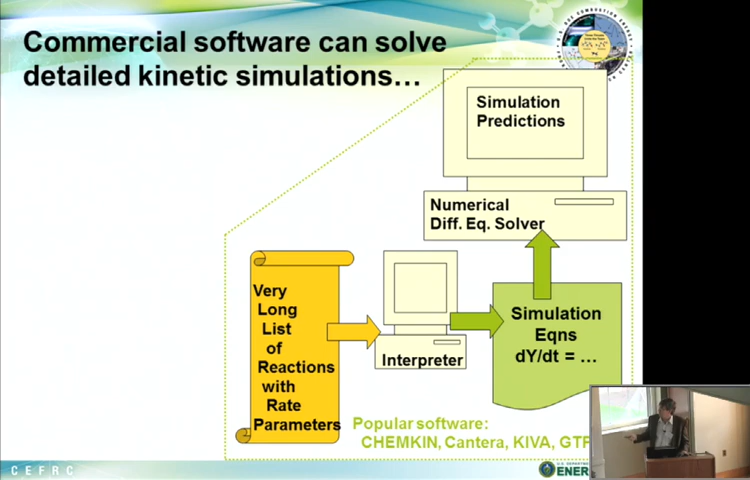 Commercial software can solve
detailed kinetic simulations…
Simulation
Predictions
Numerical
Diff. Eq. Solver
Very
Long
List
of
Reactions
with
Rate
Parameters
Interpreter
Simulation
Eqns
dY/dt = …
Popular software:
CHEMKIN, Cantera, KIVA,
CEFRC